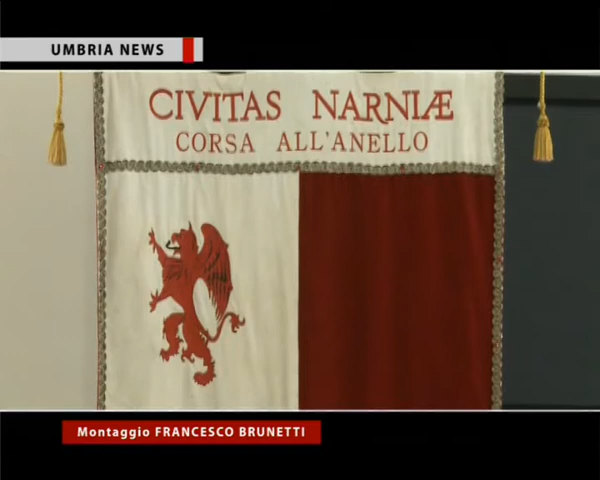 UMBRIA NEWS
CIVITAS NARNIÆ
CORSA ALL'ANELLO
Montaggio FRANCESCO BRUNETTI